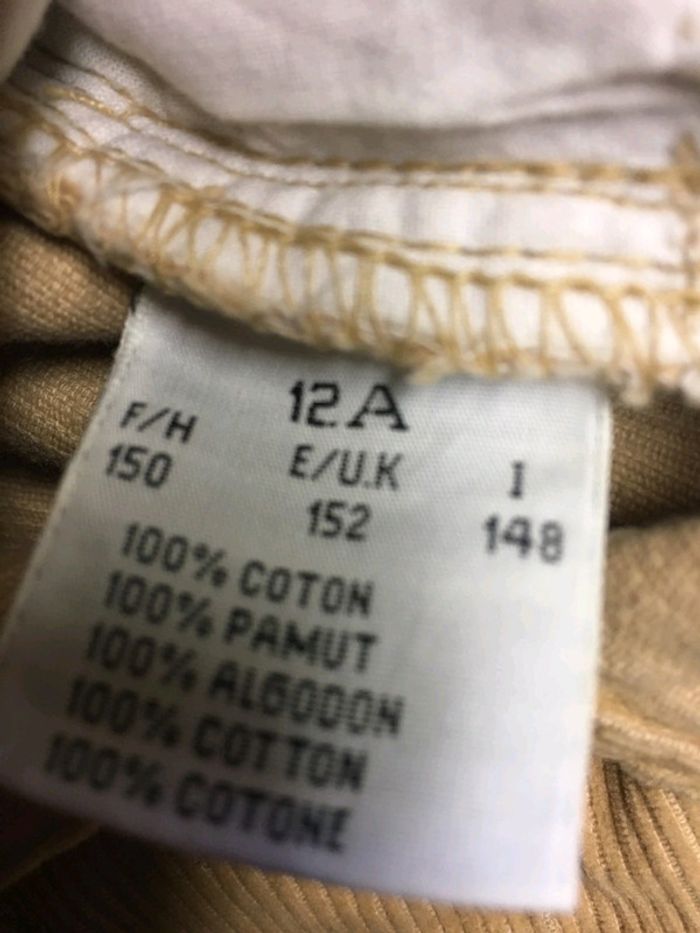 12A
F/H E/U.K I
150 152 148
100% COTON
100% PAMUT
100% ALGODON
100% COTTON
100% COTONE